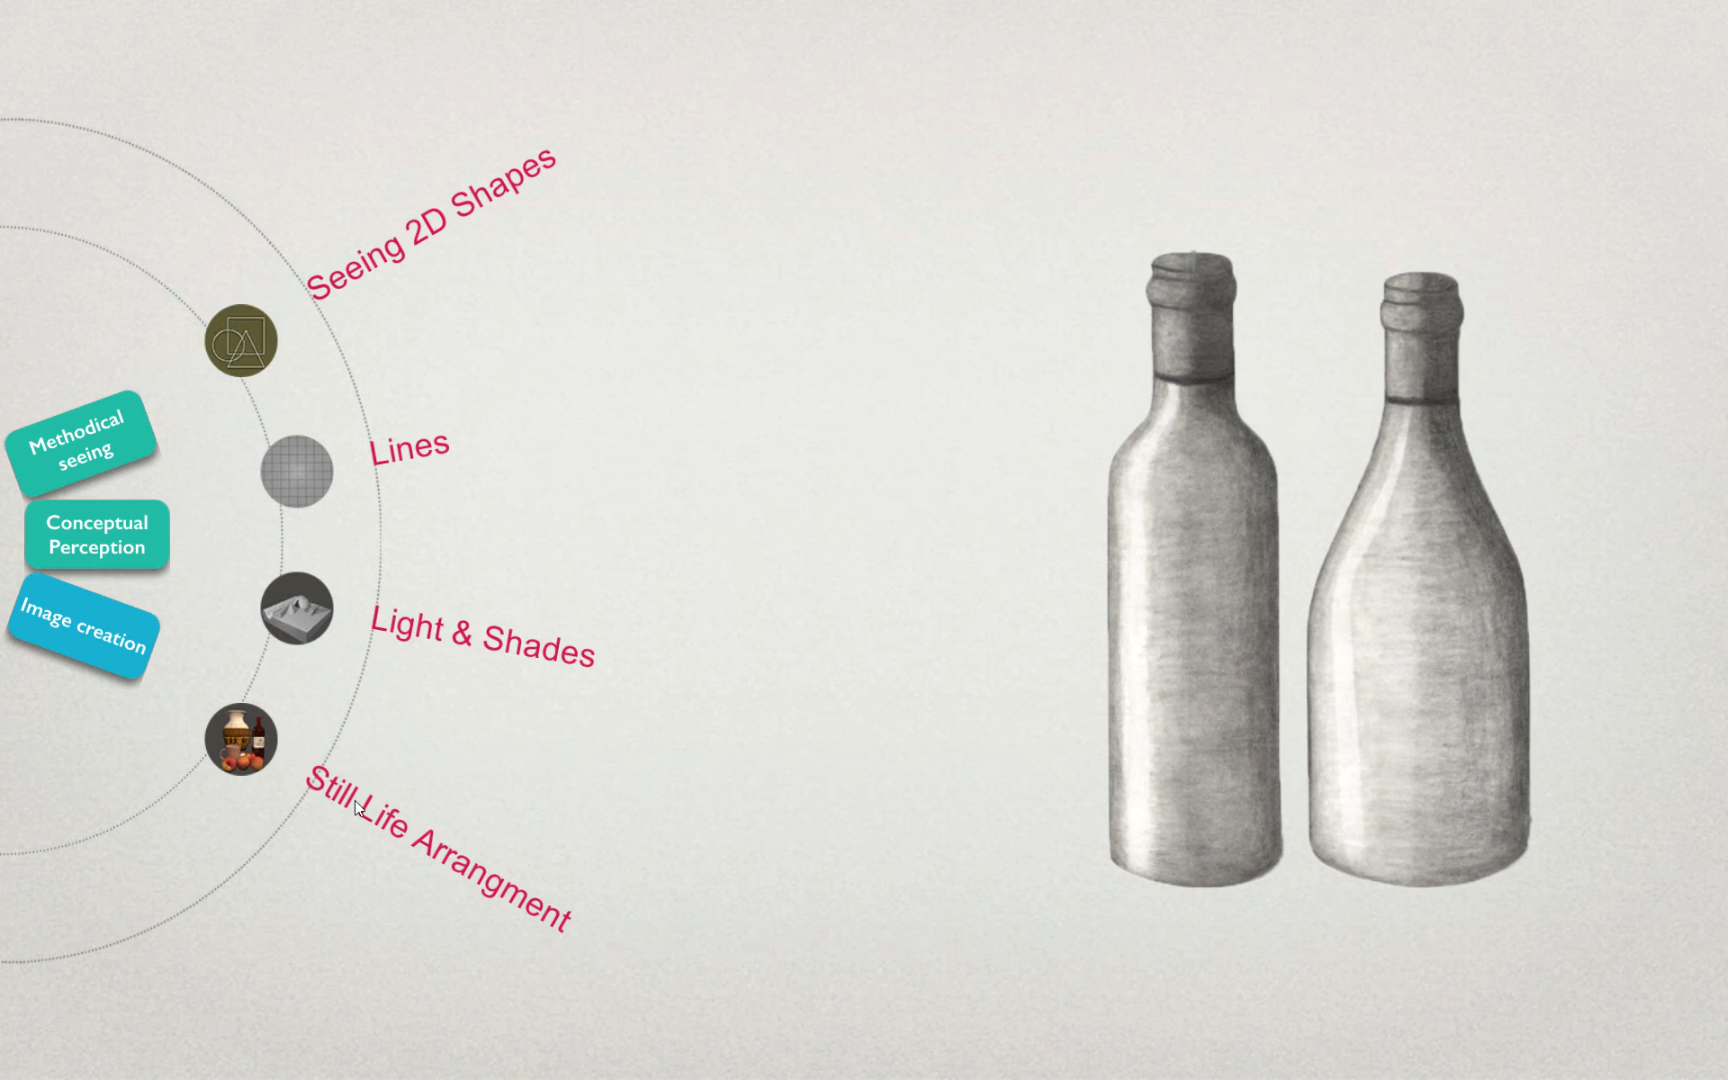 Seeing 2D Shapes
Lines
Light & Shades
Still Life Arrangment
Methodical
seeing
Conceptual
Perception
Image creation